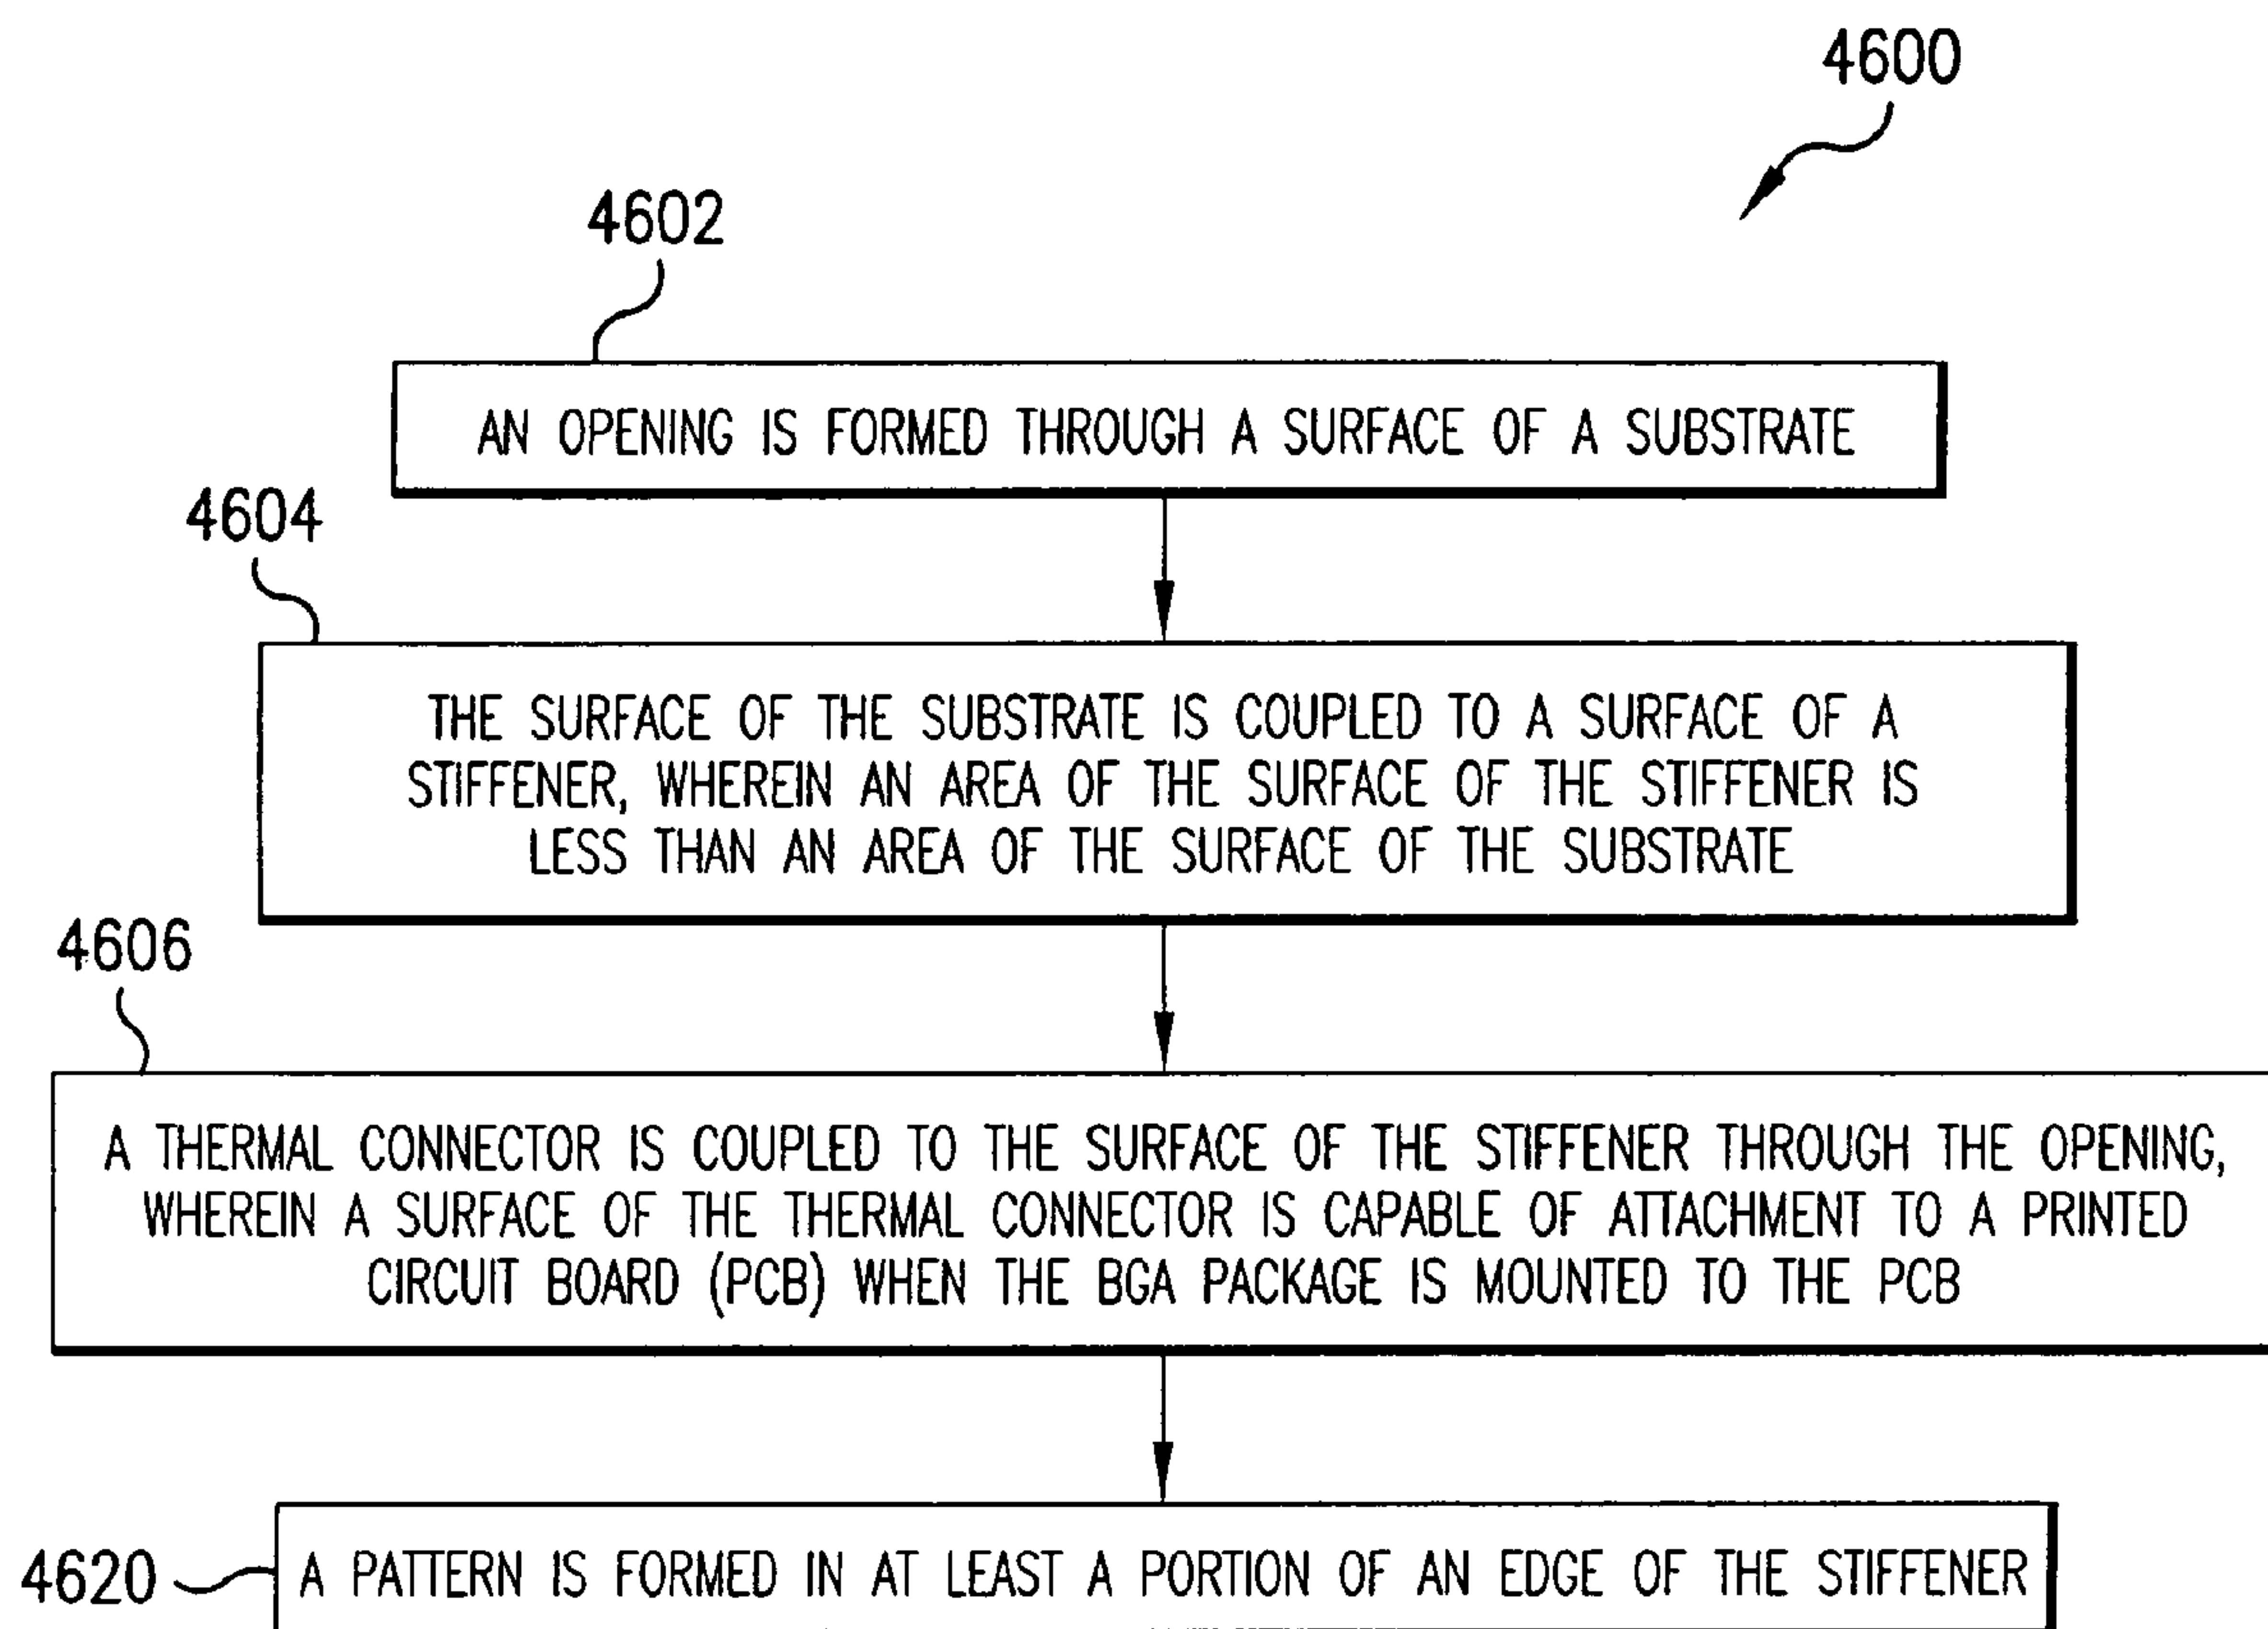 4600
4602
AN OPENING IS FORMED THROUGH A SURFACE OF A SUBSTRATE
4604
THE SURFACE OF THE SUBSTRATE IS COUPLED TO A SURFACE OF A
STIFFENER, WHEREIN AN AREA OF THE SURFACE OF THE STIFFENER IS
LESS THAN AN AREA OF THE SURFACE OF THE SUBSTRATE
4606
A THERMAL CONNECTOR IS COUPLED TO THE SURFACE OF THE STIFFENER THROUGH THE OPENING,
WHEREIN A SURFACE OF THE THERMAL CONNECTOR IS CAPABLE OF ATTACHMENT TO A PRINTED
CIRCUIT BOARD (PCB) WHEN THE BGA PACKAGE IS MOUNTED TO THE PCB
4620
A PATTERN IS FORMED IN AT LEAST A PORTION OF AN EDGE OF THE STIFFENER